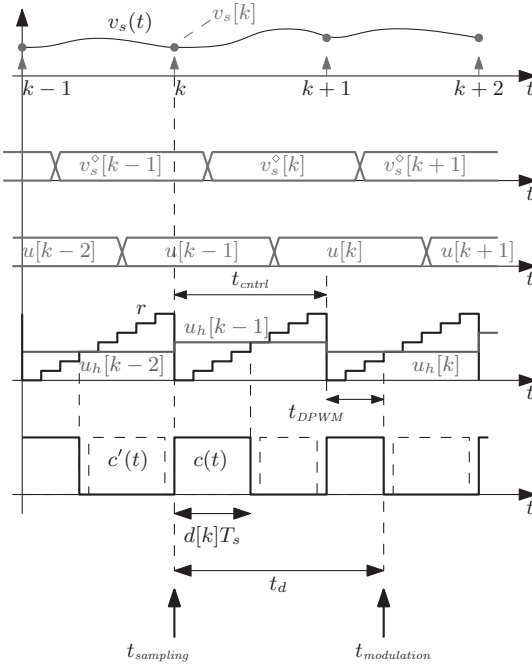 v_s(t)
v_s[k]
k − 1
k
k + 1
k + 2
t
v_s^◇[k−1]
v_s^◇[k]
v_s^◇[k+1]
t
u[k−2]
u[k−1]
u[k]
u[k+1]
t
t_cntrl
r
u_h[k−1]
u_h[k−2]
u_h[k]
t
t_DPWM
c′(t)
c(t)
t
d[k]T_s
t_d
t_sampling
t_modulation